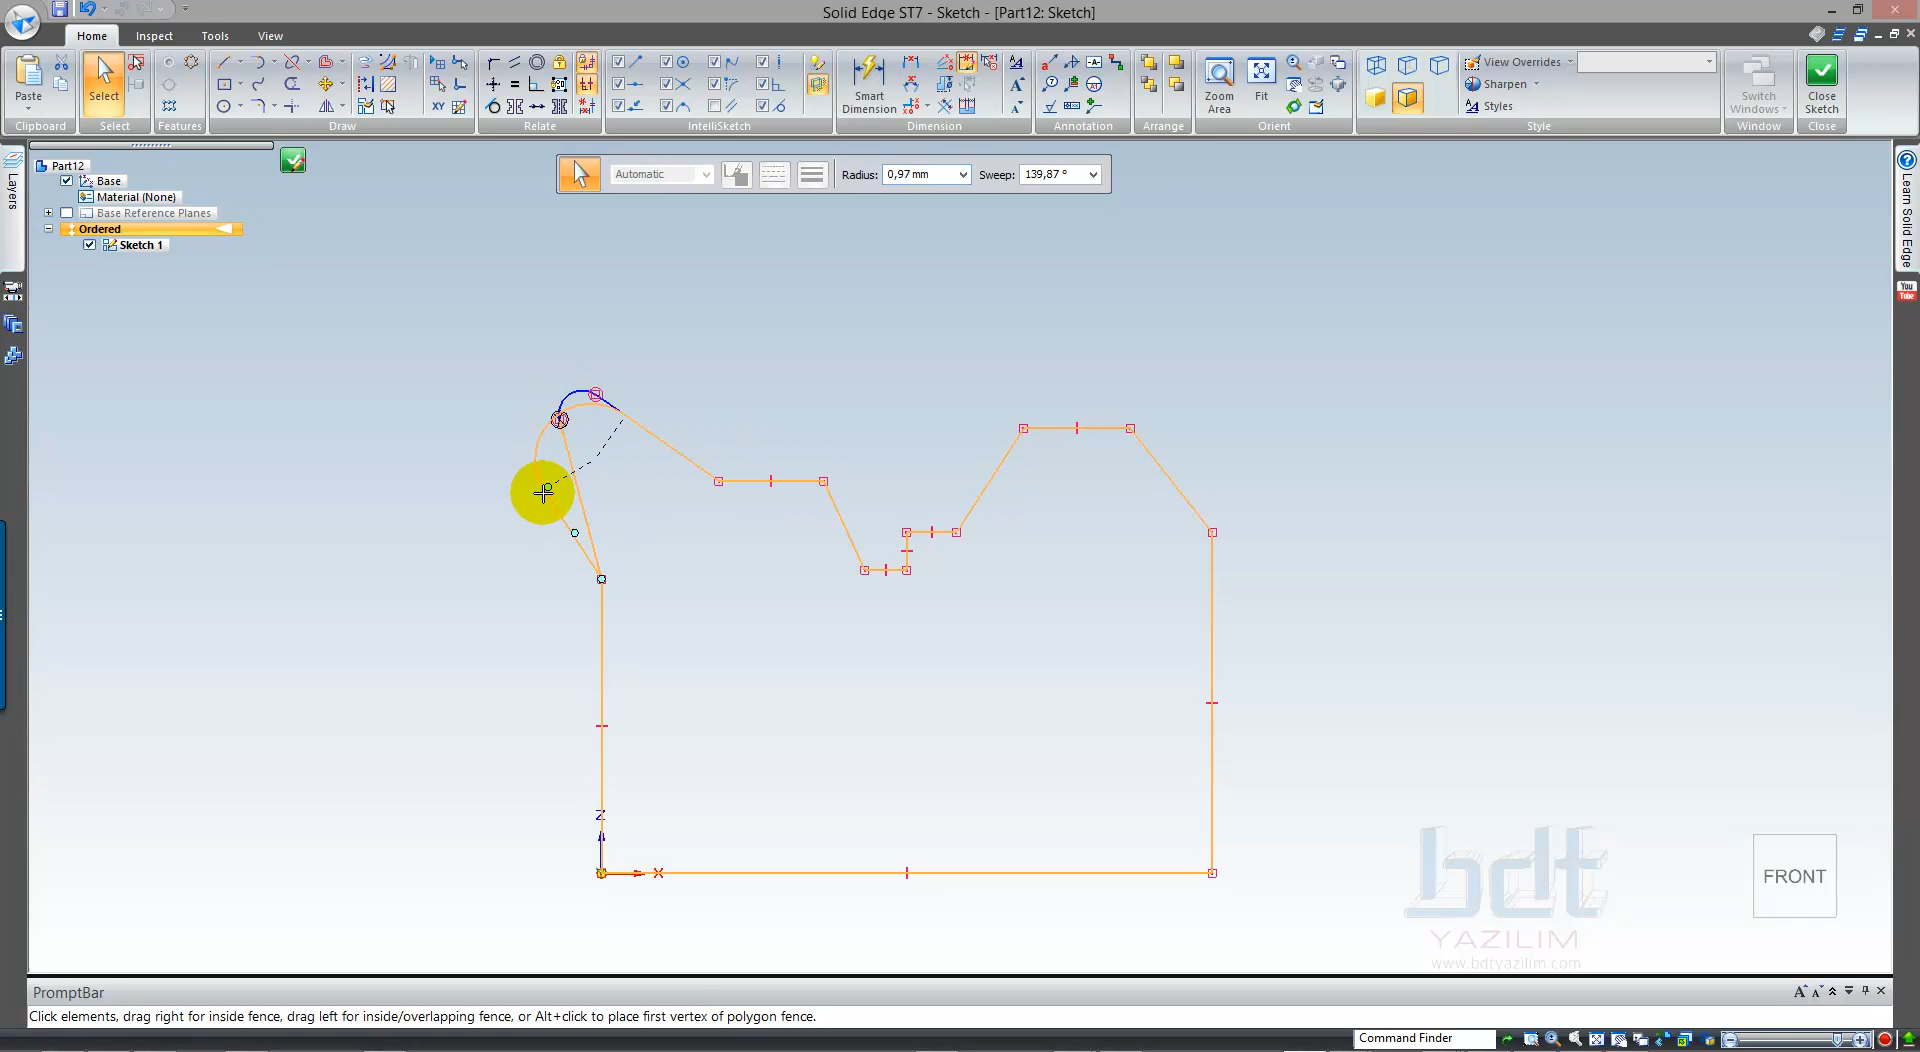 Solid Edge ST7 - Sketch - [Part12: Sketch]
Home
Inspect
Tools
View
Paste
Select
Clipboard
Select
Features
Draw
Relate
IntelliSketch
Smart Dimension
Dimension
Annotation
Arrange
Zoom Area
Fit
Orient
View Overrides
Sharpen
Styles
Style
Switch Windows
Window
Close Sketch
Close
Layers
Part12
Base
Material (None)
Base Reference Planes
Ordered
Sketch 1
Automatic
Radius: 0,97 mm
Sweep: 139,87 °
Learn Solid Edge
You Tube
Z
X
FRONT
bdt
YAZILIM
www.bdtyazilim.com
PromptBar
Click elements, drag right for inside fence, drag left for inside/overlapping fence, or Alt+click to place first vertex of polygon fence.
Command Finder